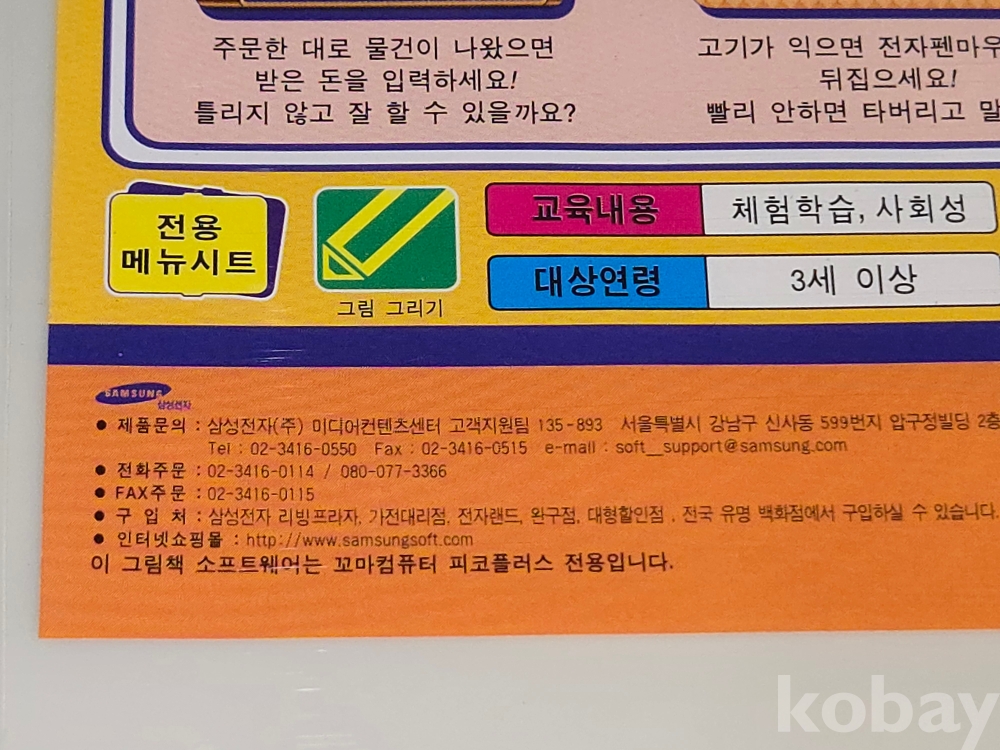 주문한 대로 물건이 나왔으면
받은 돈을 입력하세요!
틀리지 않고 잘 할 수 있을까요?
고기가 익으면 전자펜마우
뒤집으세요!
빨리 안하면 타버리고 말
전용
메뉴시트
그림 그리기
교육내용 체험학습, 사회성
대상연령 3세 이상
SAMSUNG
삼성전자
● 제품문의 : 삼성전자(주) 미디어컨텐츠센터 고객지원팀 135-893 서울특별시 강남구 신사동 599번지 압구정빌딩 2층
Tel : 02-3416-0550 Fax : 02-3416-0515 e-mail : soft_support@samsung.com
● 전화주문 : 02-3416-0114 / 080-077-3366
● FAX주문 : 02-3416-0115
● 구 입 처 : 삼성전자 리빙프라자, 가전대리점, 전자랜드, 완구점, 대형할인점 , 전국 유명 백화점에서 구입하실 수 있습니다.
● 인터넷쇼핑몰 : http://www.samsungsoft.com
이 그림책 소프트웨어는 꼬마컴퓨터 피코플러스 전용입니다.
kobay